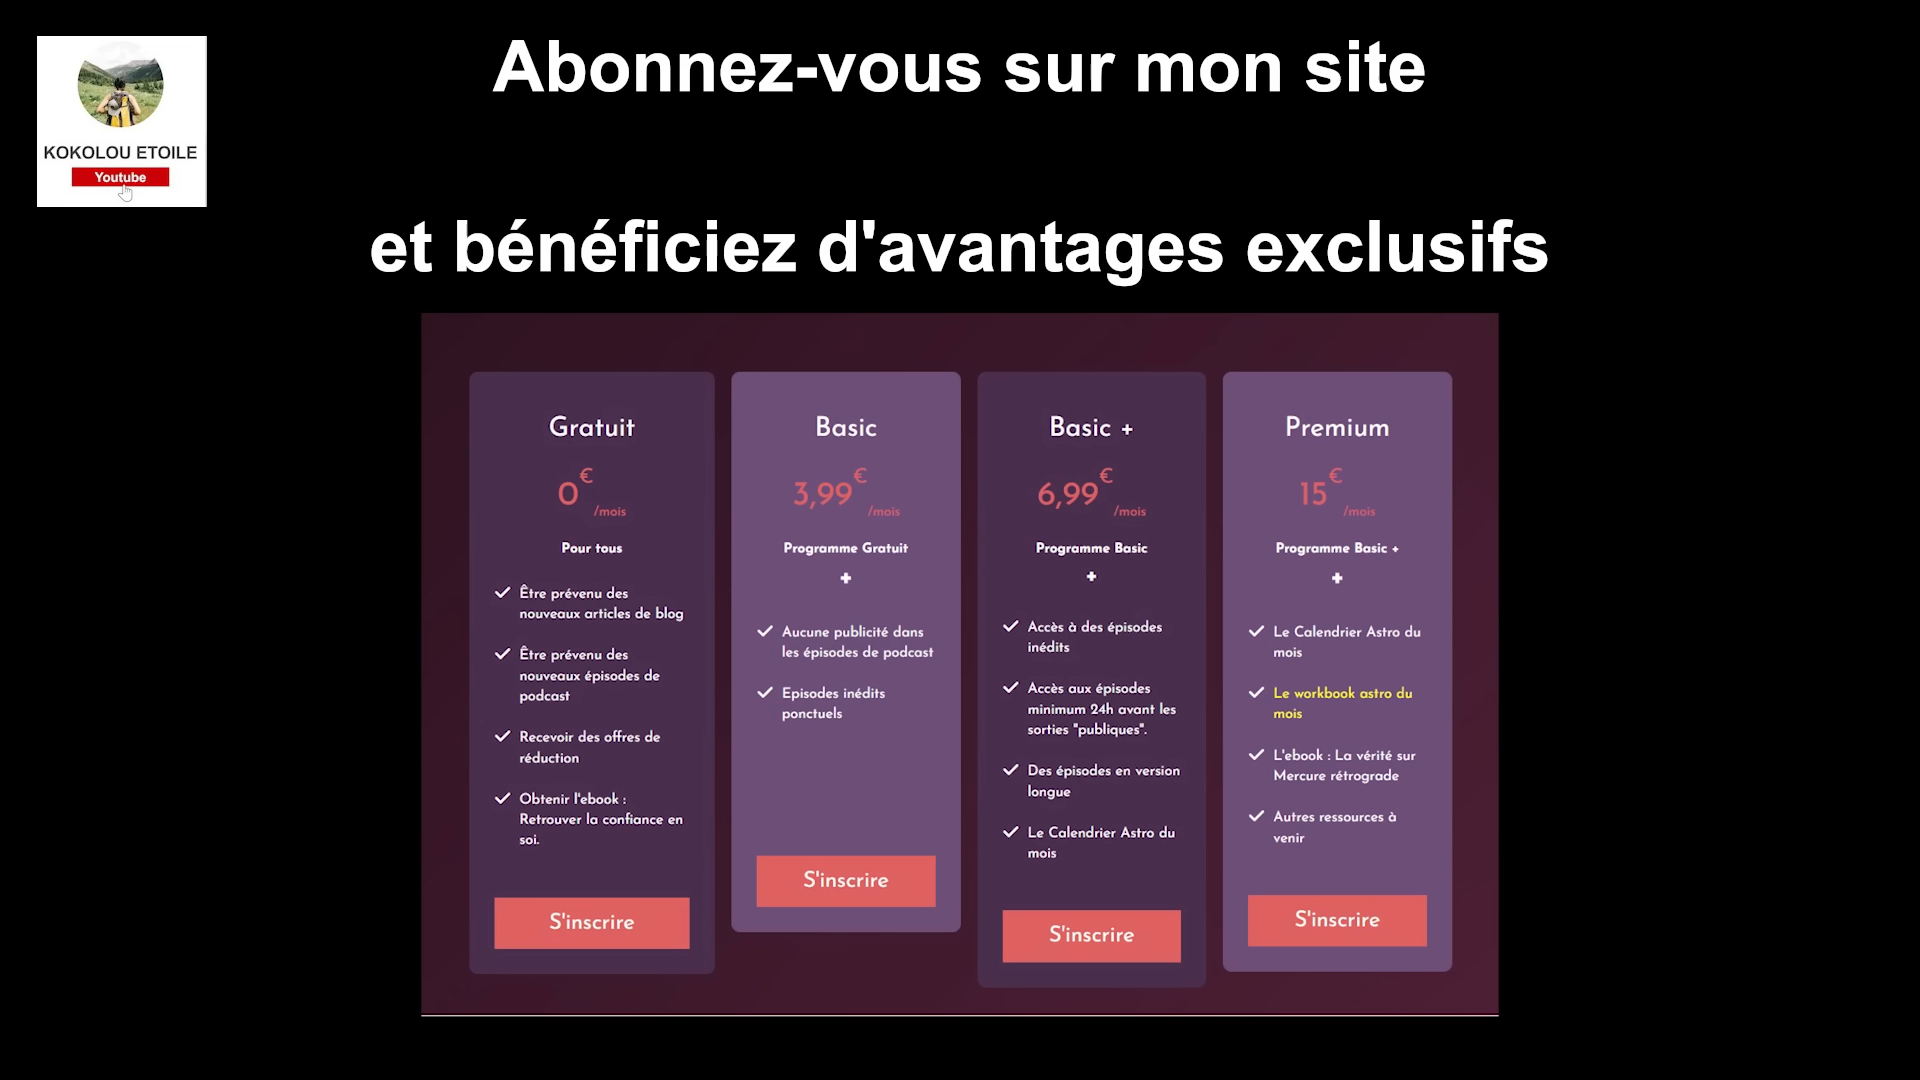 Abonnez-vous sur mon site
KOKOLOU ETOILE
Youtube
et bénéficiez d'avantages exclusifs
Gratuit
0€/mois
Pour tous
Être prévenu des
nouveaux articles de blog
Être prévenu des
nouveaux épisodes de
podcast
Recevoir des offres de
réduction
Obtenir l'ebook :
Retrouver la confiance en
soi.
S'inscrire
Basic
3,99€/mois
Programme Gratuit
+
Aucune publicité dans
les épisodes de podcast
Episodes inédits
ponctuels
S'inscrire
Basic +
6,99€/mois
Programme Basic
+
Accès à des épisodes
inédits
Accès aux épisodes
minimum 24h avant les
sorties "publiques".
Des épisodes en version
longue
Le Calendrier Astro du
mois
S'inscrire
Premium
15€/mois
Programme Basic +
+
Le Calendrier Astro du
mois
Le workbook astro du
mois
L'ebook : La vérité sur
Mercure rétrograde
Autres ressources à
venir
S'inscrire